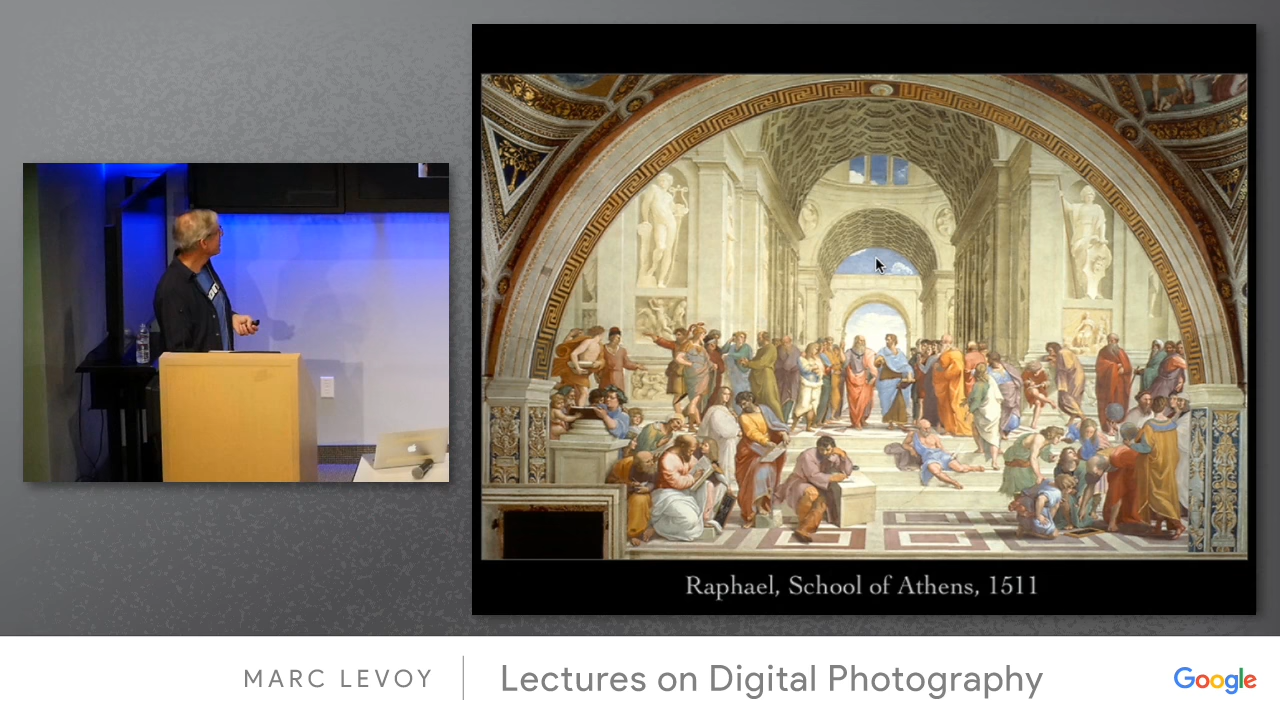 Raphael, School of Athens, 1511
MARC LEVOY
Lectures on Digital Photography
Google